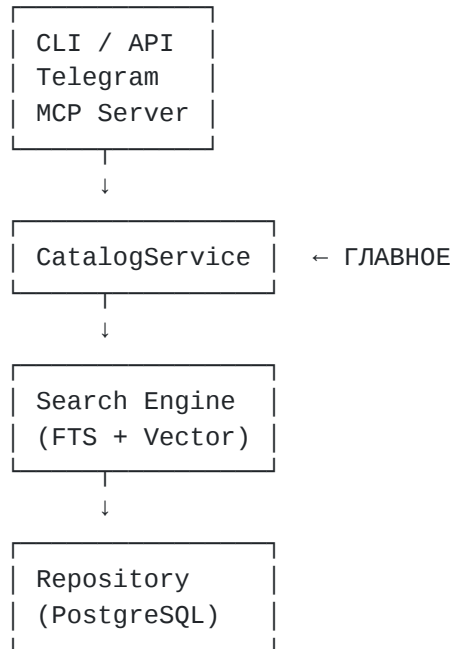 CLI / API
Telegram
MCP Server
↓
CatalogService ← ГЛАВНОЕ
↓
Search Engine
(FTS + Vector)
↓
Repository
(PostgreSQL)